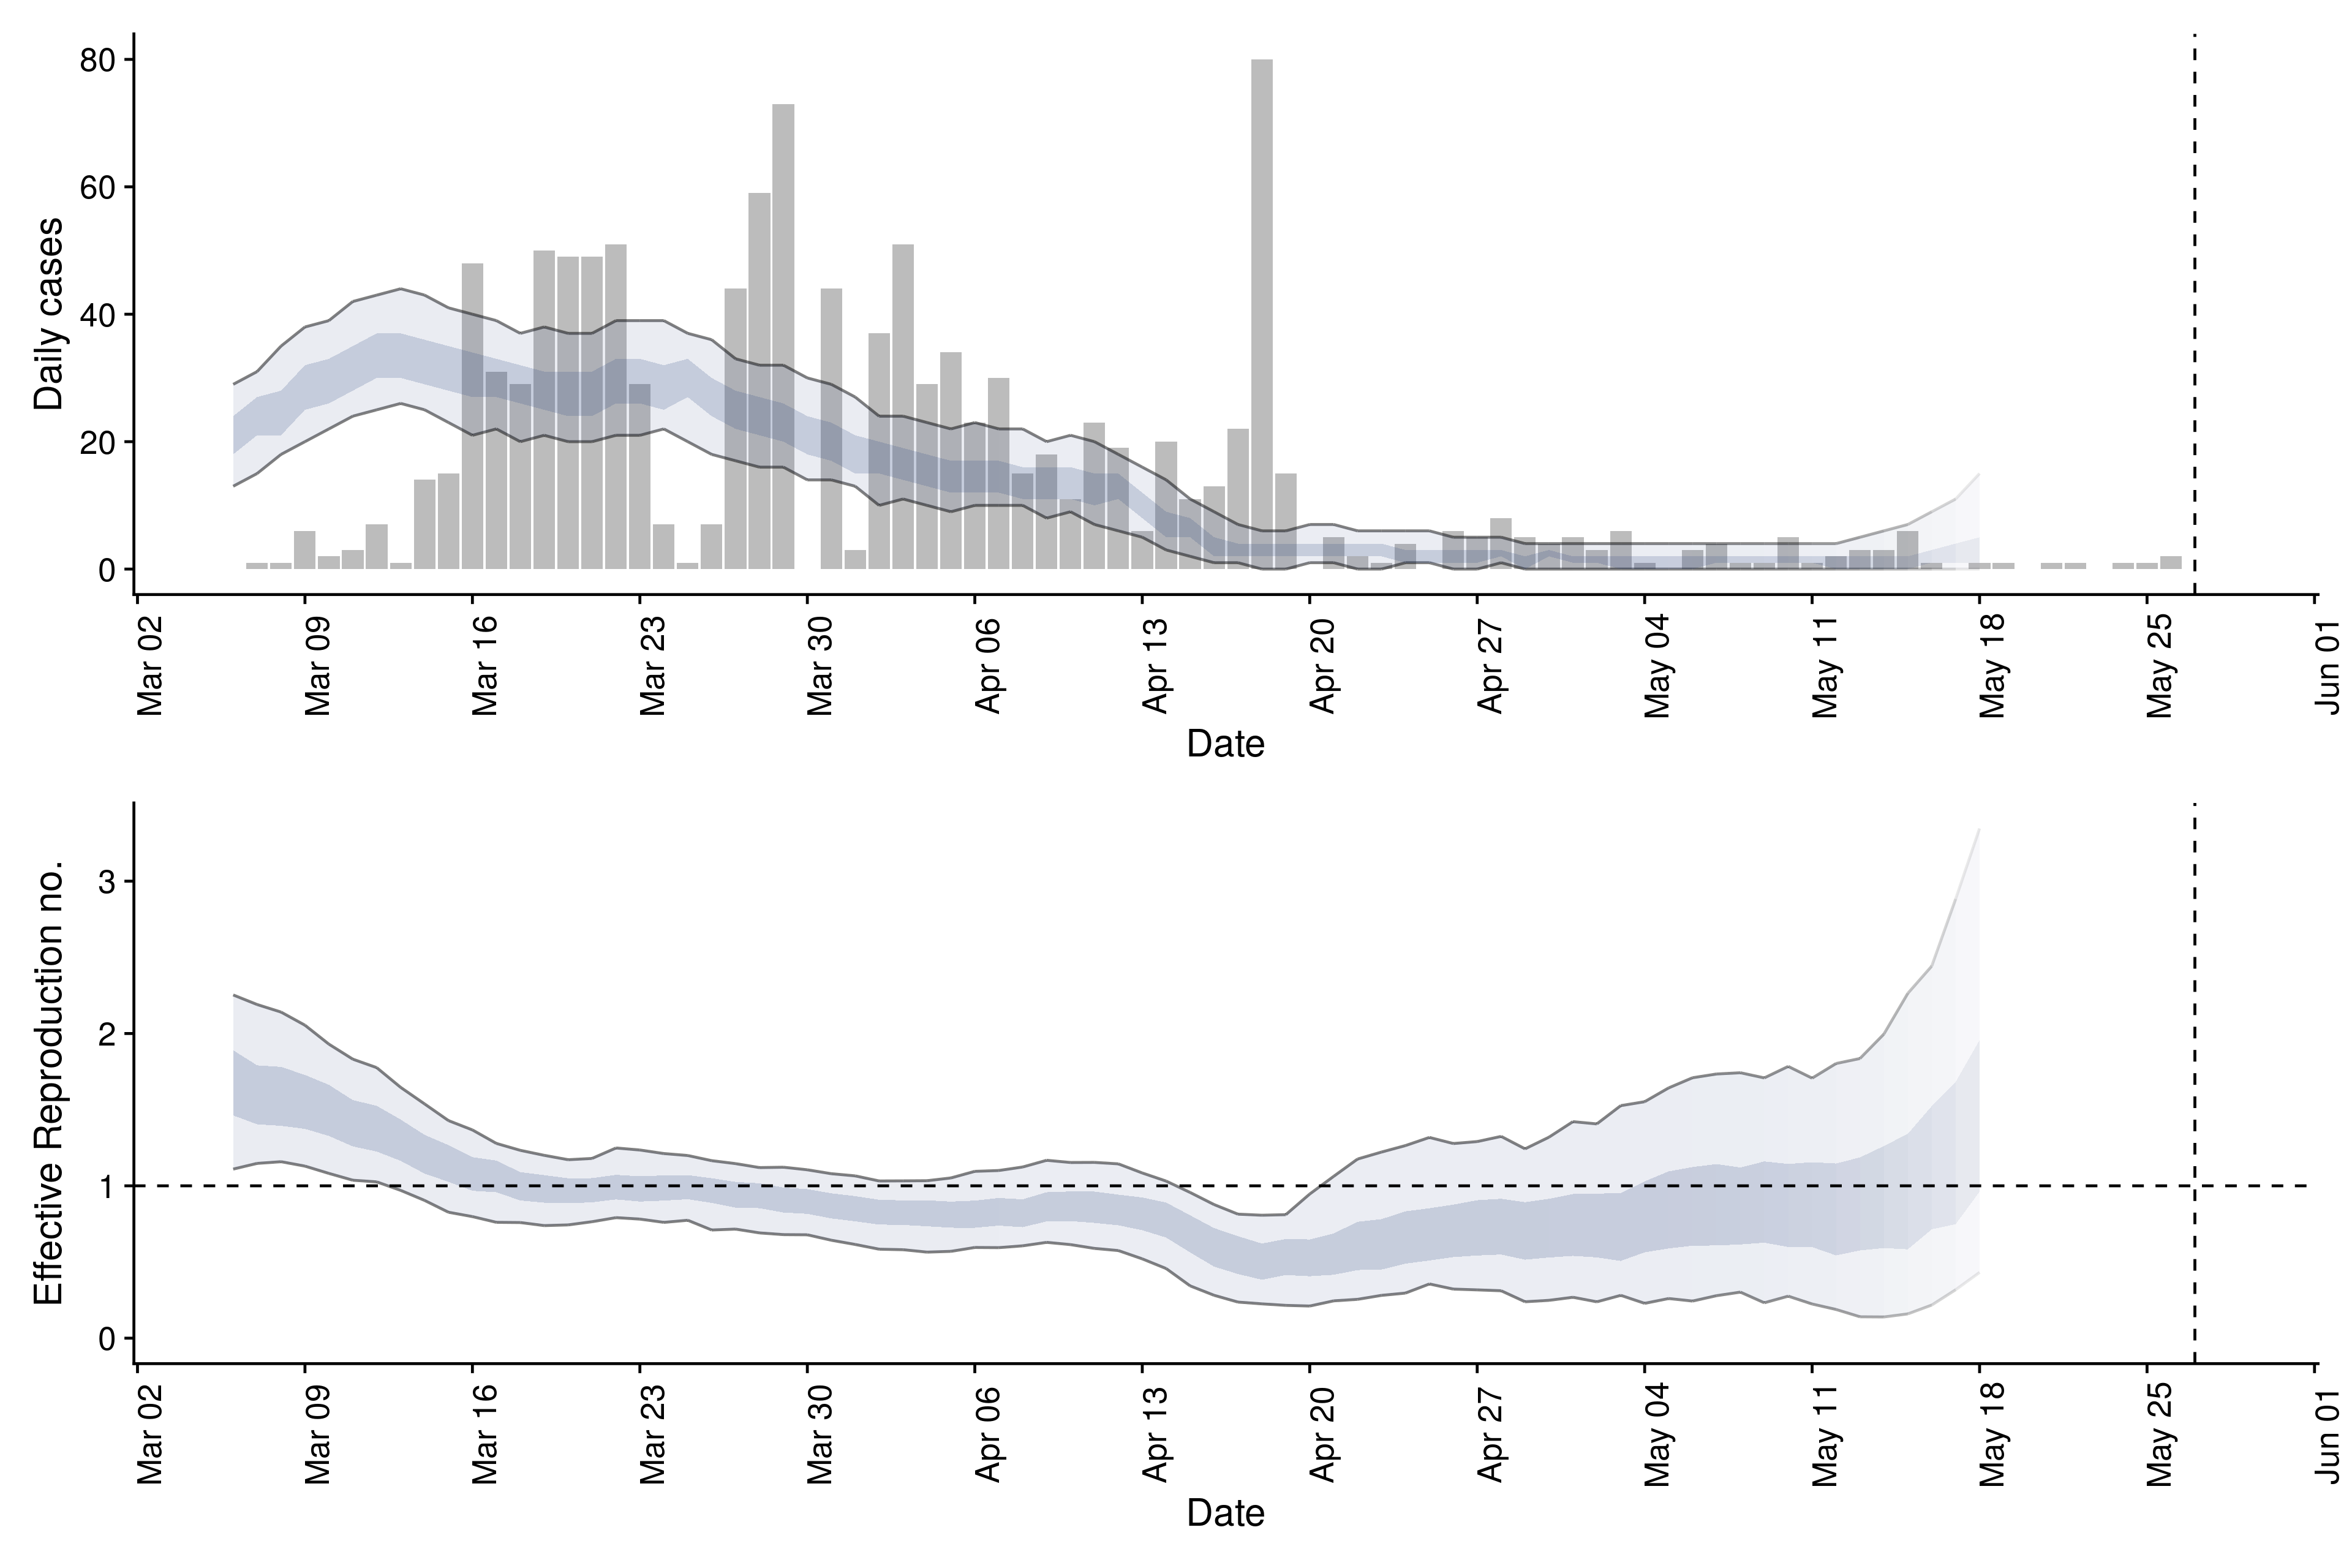 Daily cases
80
60
40
20
0
Mar 02
Mar 09
Mar 16
Mar 23
Mar 30
Apr 06
Apr 13
Apr 20
Apr 27
May 04
May 11
May 18
May 25
Jun 01
Date
Effective Reproduction no.
3
2
1
0
Mar 02
Mar 09
Mar 16
Mar 23
Mar 30
Apr 06
Apr 13
Apr 20
Apr 27
May 04
May 11
May 18
May 25
Jun 01
Date